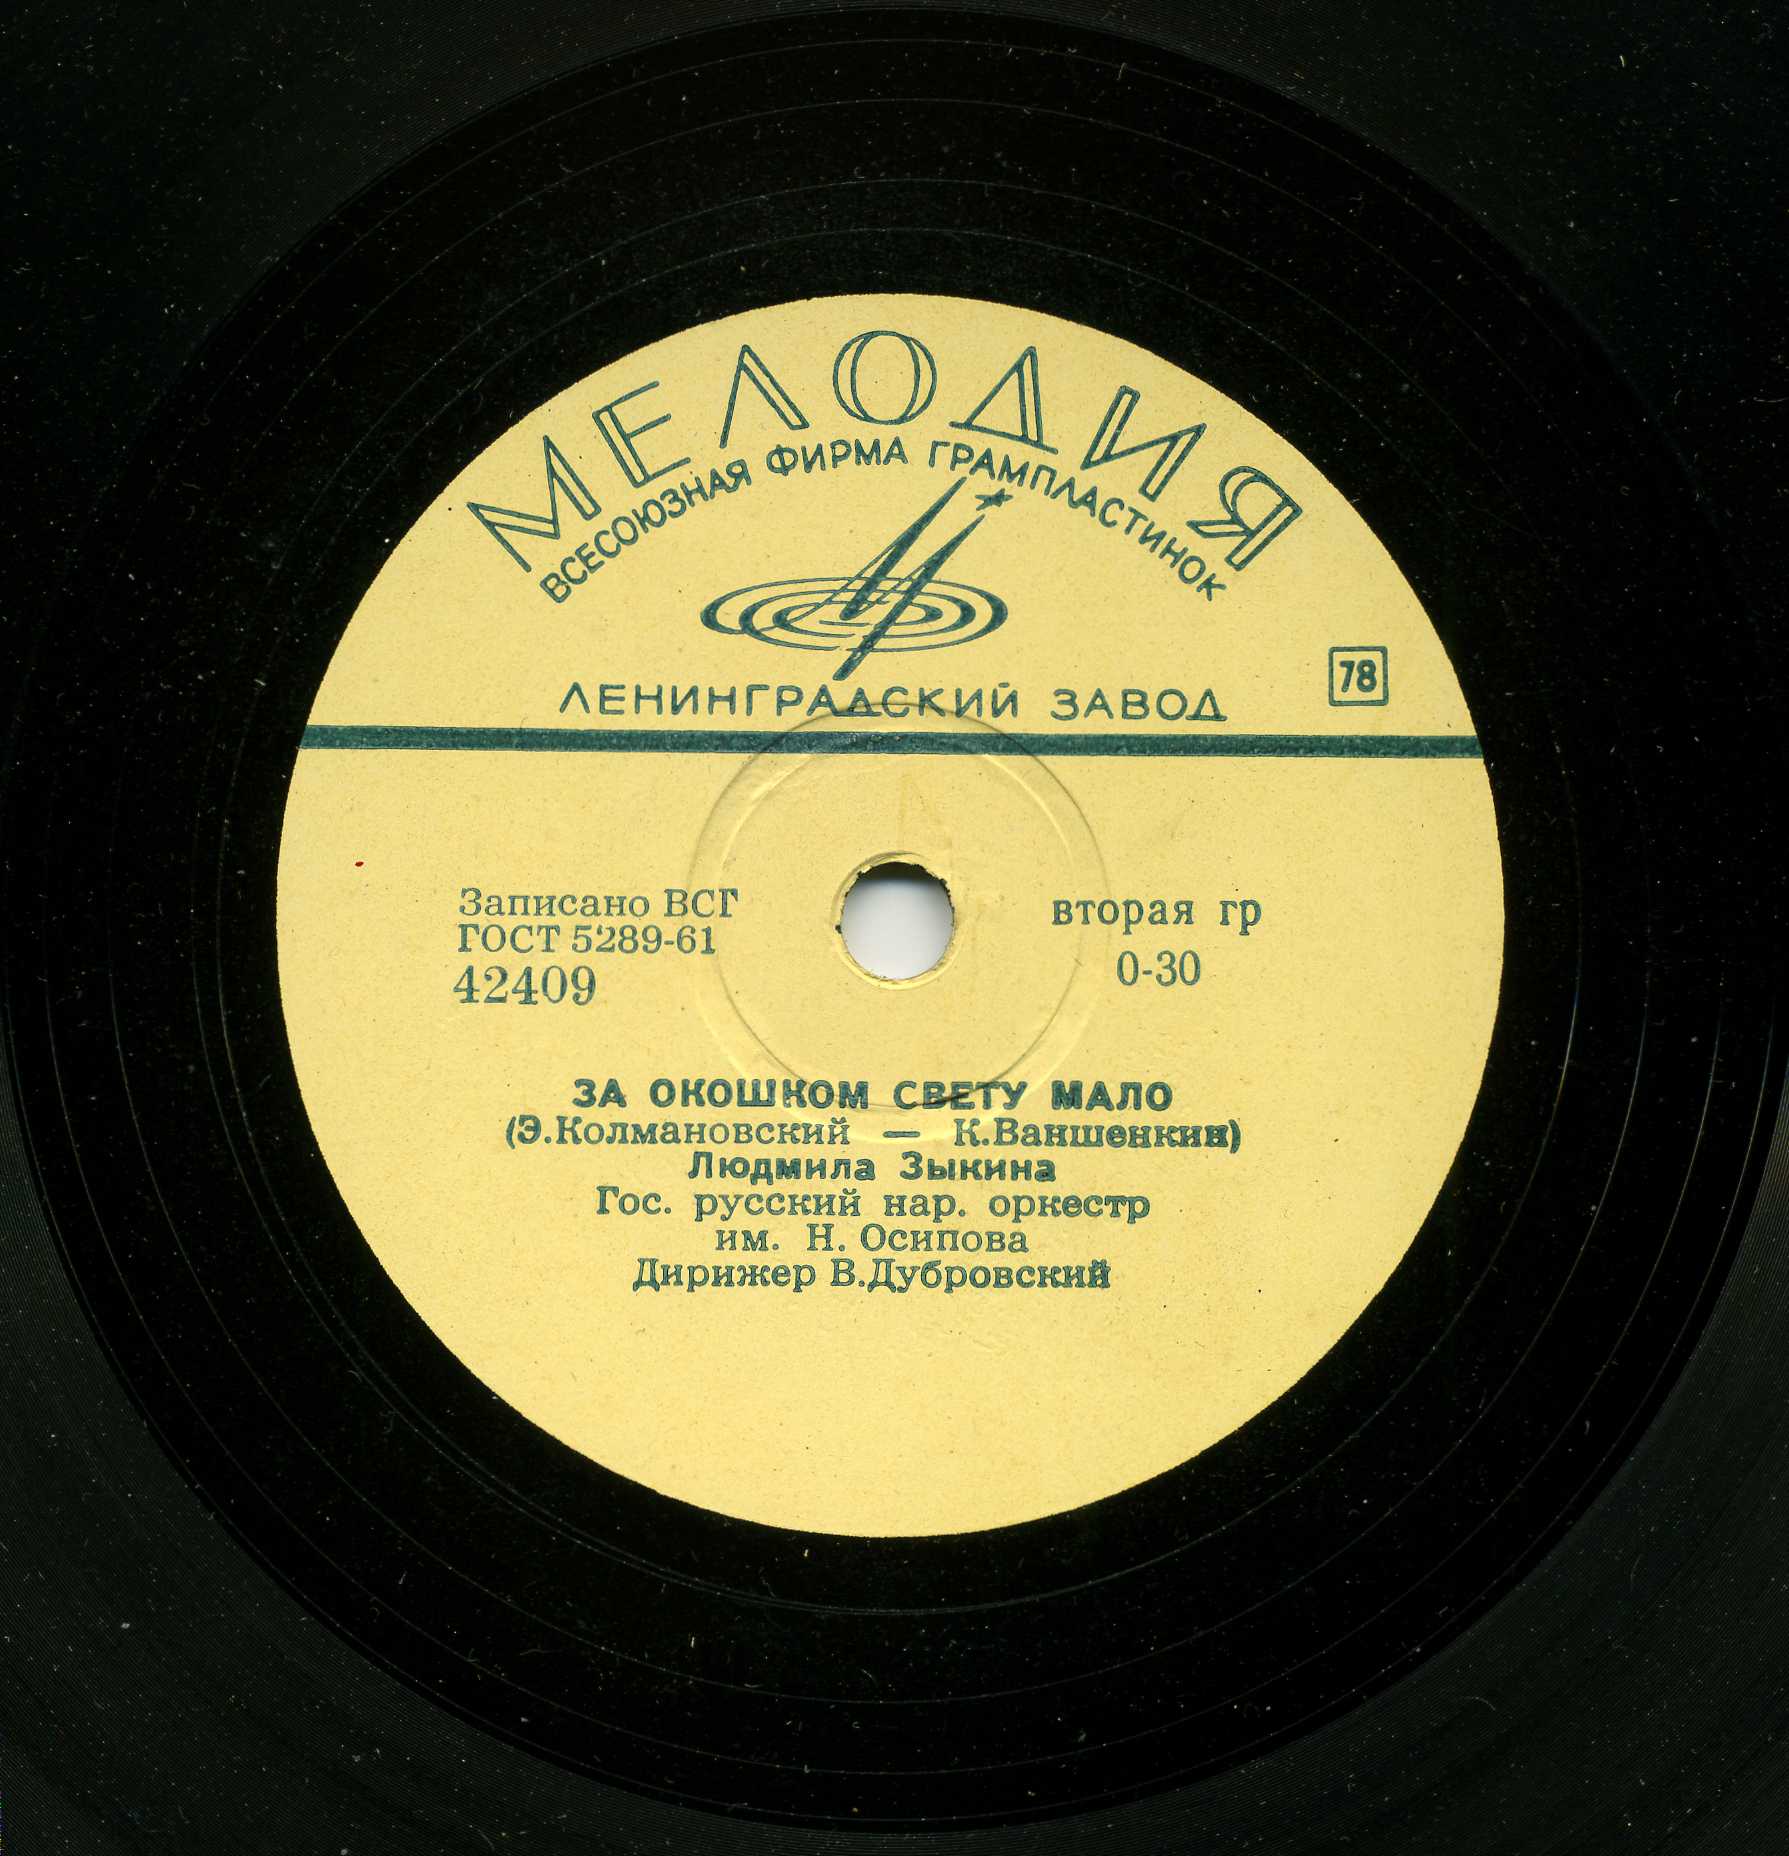 МЕЛОДИЯ
ВСЕСОЮЗНАЯ ФИРМА ГРАМПЛАСТИНОК
ЛЕНИНГРАДСКИЙ ЗАВОД
78
Записано ВСГ
ГОСТ 5289-61
42409
вторая гр
0-30
ЗА ОКОШКОМ СВЕТУ МАЛО
(Э.Колмановский — К.Ваншенкин)
Людмила Зыкина
Гос. русский нар. оркестр
им. Н. Осипова
Дирижер В.Дубровский